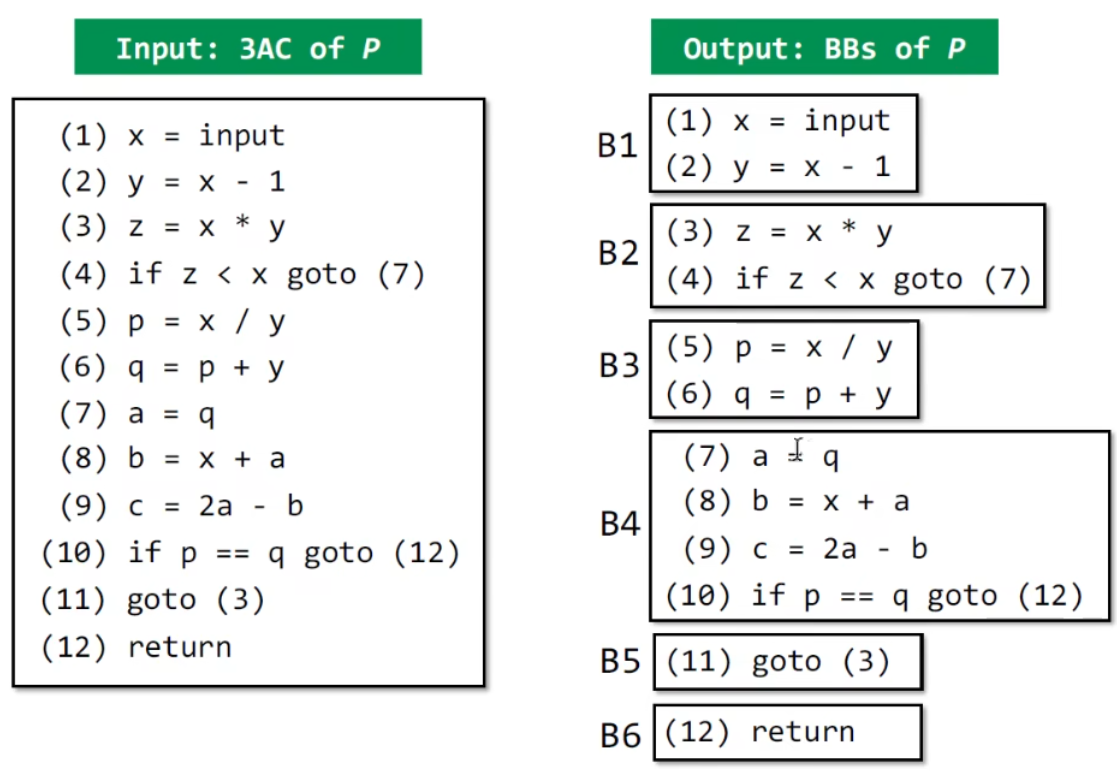 Input: 3AC of P
(1) x = input
(2) y = x - 1
(3) z = x * y
(4) if z < x goto (7)
(5) p = x / y
(6) q = p + y
(7) a = q
(8) b = x + a
(9) c = 2a - b
(10) if p == q goto (12)
(11) goto (3)
(12) return
Output: BBs of P
B1
(1) x = input
(2) y = x - 1
B2
(3) z = x * y
(4) if z < x goto (7)
B3
(5) p = x / y
(6) q = p + y
B4
(7) a = q
(8) b = x + a
(9) c = 2a - b
(10) if p == q goto (12)
B5
(11) goto (3)
B6
(12) return